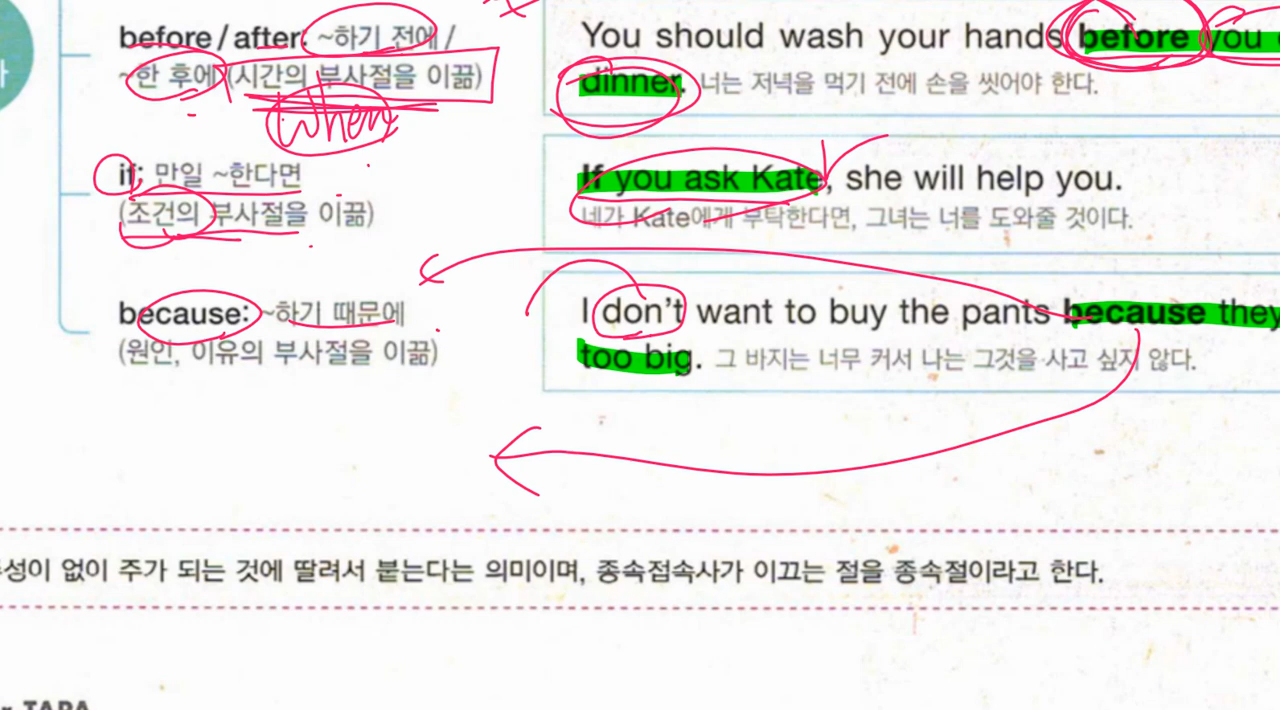 before / after: ~하기 전에 /
~한 후에 (시간의 부사절을 이끎)
when
You should wash your hands before you
dinner. 너는 저녁을 먹기 전에 손을 씻어야 한다.
if: 만일 ~한다면
(조건의 부사절을 이끎)
If you ask Kate, she will help you.
네가 Kate에게 부탁한다면, 그녀는 너를 도와줄 것이다.
because: ~하기 때문에
(원인, 이유의 부사절을 이끎)
I don't want to buy the pants because they
too big. 그 바지는 너무 커서 나는 그것을 사고 싶지 않다.
성이 없이 주가 되는 것에 딸려서 붙는다는 의미이며, 종속접속사가 이끄는 절을 종속절이라고 한다.
TAPA